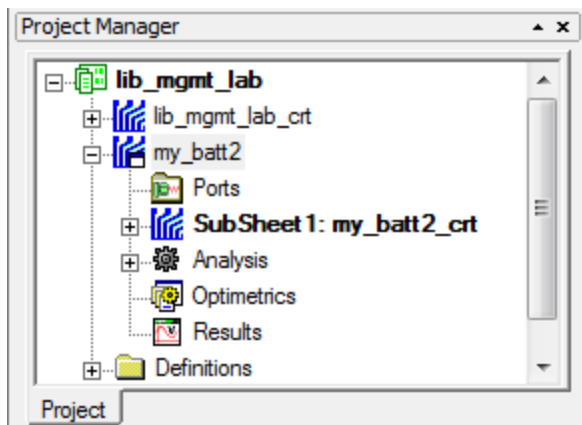 Project Manager
lib_mgmt_lab
lib_mgmt_lab_crt
my_batt2
Ports
SubSheet1: my_batt2_crt
Analysis
Optimetrics
Results
Definitions
Project